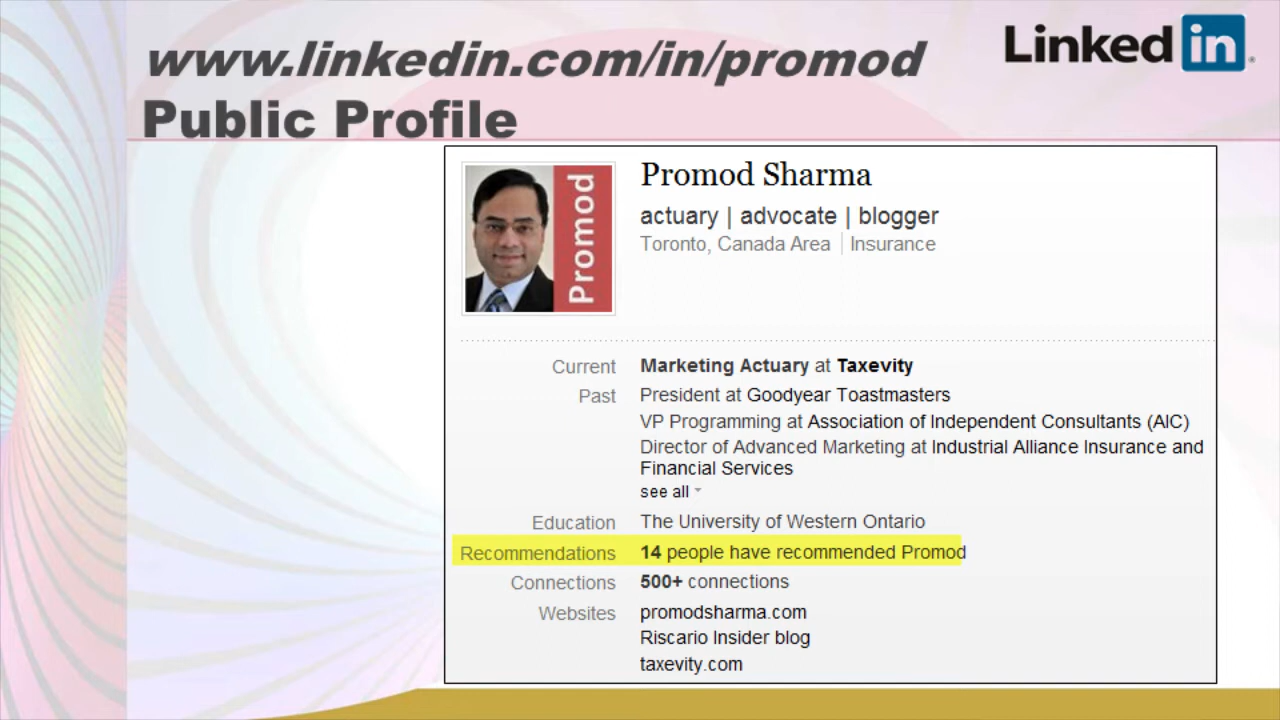 www.linkedin.com/in/promod
Linked in
Public Profile
Promod
Promod Sharma
actuary | advocate | blogger
Toronto, Canada Area | Insurance
Current Marketing Actuary at Taxevity
Past President at Goodyear Toastmasters
VP Programming at Association of Independent Consultants (AIC)
Director of Advanced Marketing at Industrial Alliance Insurance and
Financial Services
see all
Education The University of Western Ontario
Recommendations 14 people have recommended Promod
Connections 500+ connections
Websites promodsharma.com
Riscario Insider blog
taxevity.com